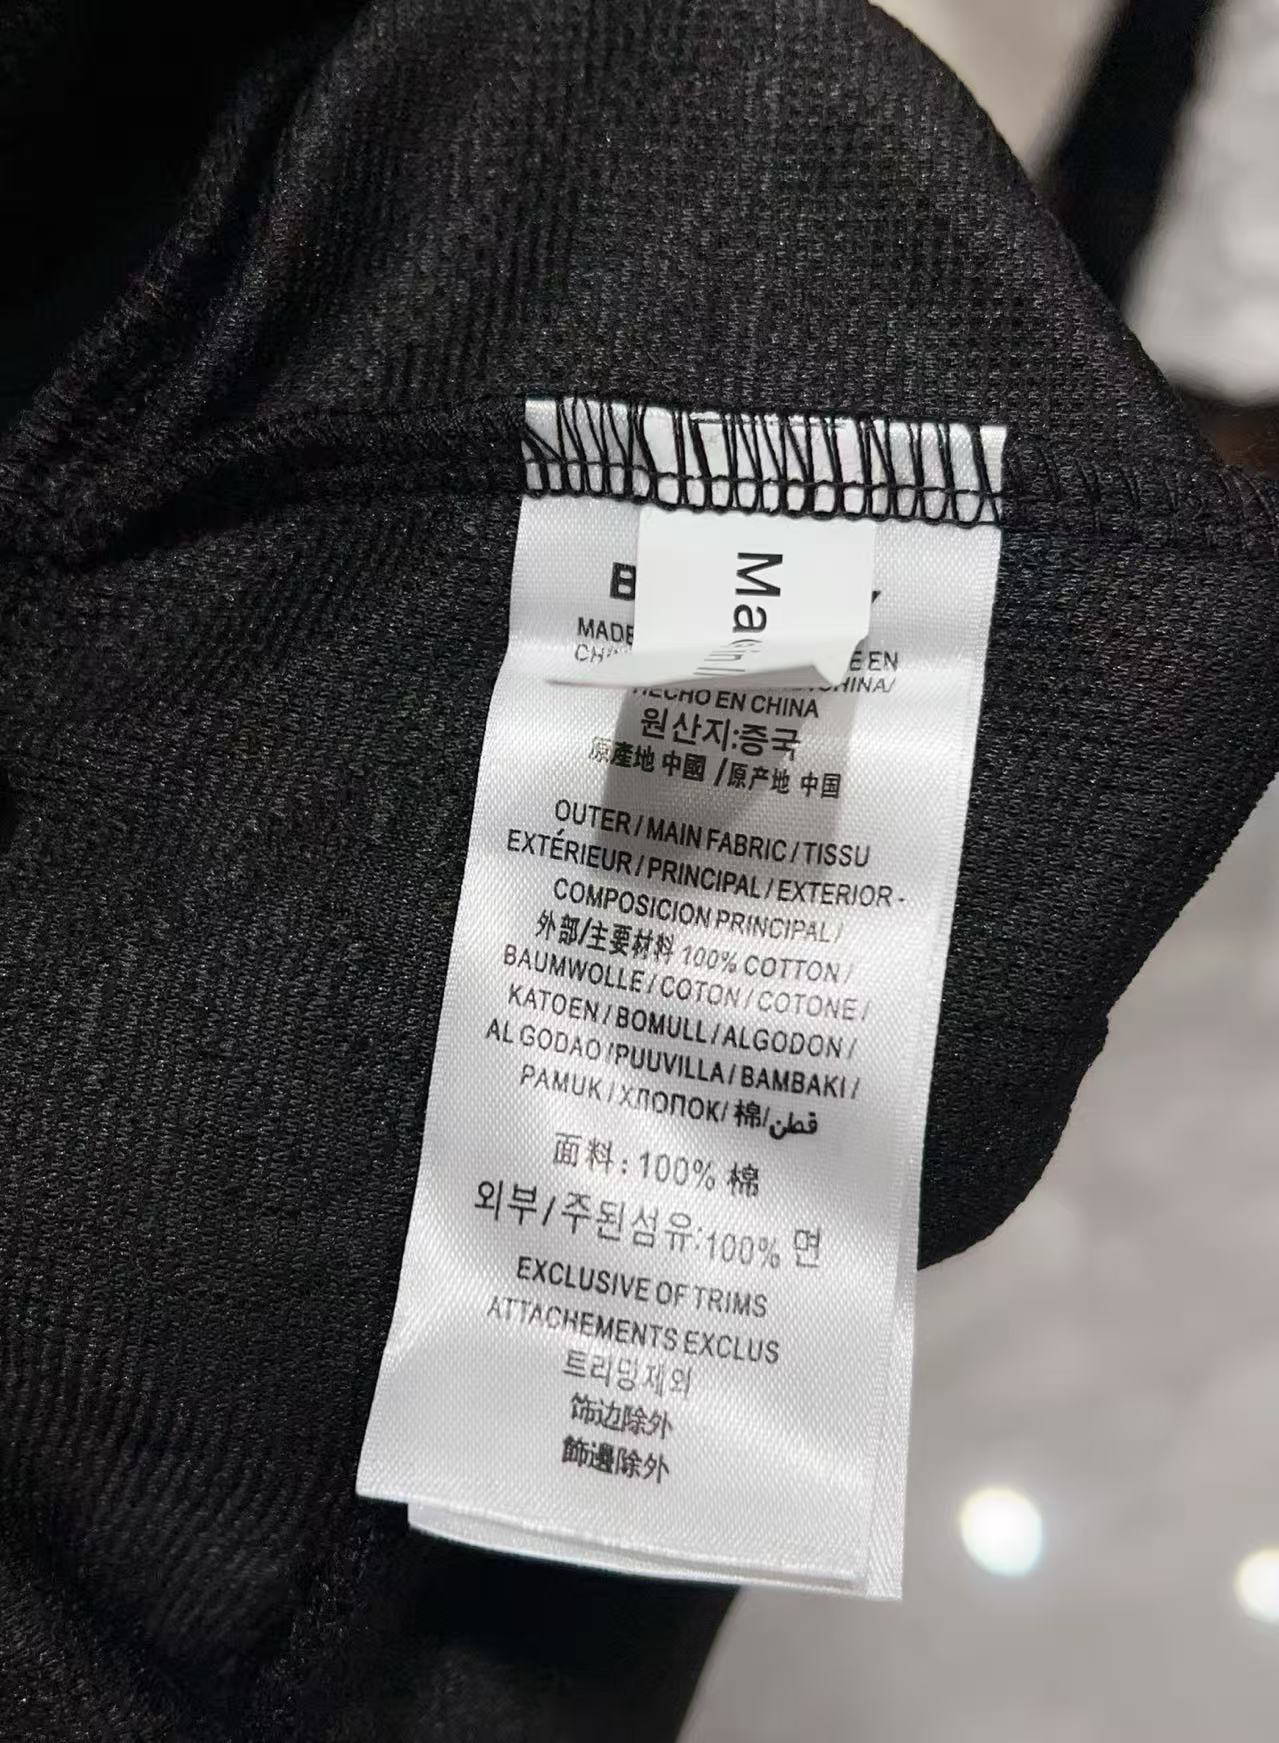 B
MADE
E EN
CHINA/
HECHO EN CHINA
원산지:중국
原產地 中國 /原产地 中国
OUTER / MAIN FABRIC / TISSU
EXTÉRIEUR / PRINCIPAL / EXTERIOR-
COMPOSICION PRINCIPAL /
外部/主要材料 100% COTTON /
BAUMWOLLE / COTON / COTONE /
KATOEN / BOMULL / ALGODON /
ALGODAO / PUUVILLA / BAMBAKI /
PAMUK / ХЛОПОК/ 棉/قطن
面料:100% 棉
외부/주된섬유:100% 면
EXCLUSIVE OF TRIMS
ATTACHEMENTS EXCLUS
트리밍제외
饰边除外
飾邊除外